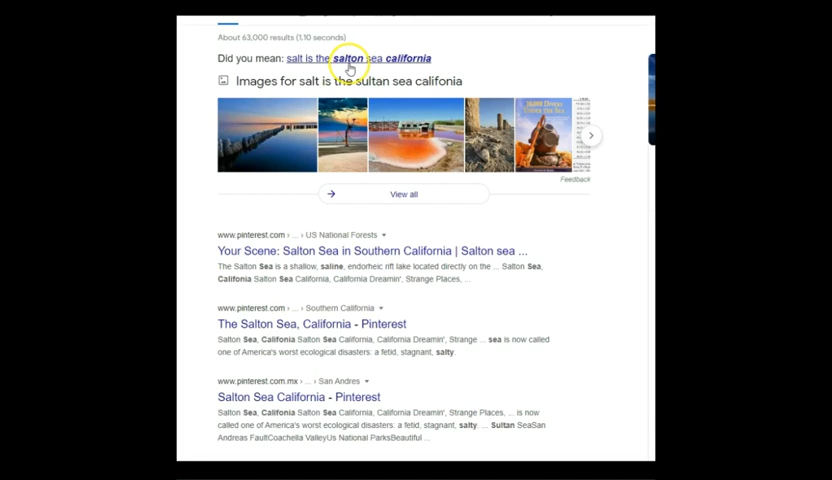 About 63,000 results (1.10 seconds)
Did you mean: salt is the salton sea california
Images for salt is the sultan sea califonia
Feedback
View all
www.pinterest.com › ... › US National Forests
Your Scene: Salton Sea in Southern California | Salton sea ...
The Salton Sea is a shallow, saline, endorheic rift lake located directly on the ... Salton Sea,
Califonia Salton Sea California, California Dreamin', Strange Places, ...
www.pinterest.com › ... › Southern California
The Salton Sea, California - Pinterest
Salton Sea, Califonia Salton Sea California, California Dreamin', Strange ... sea is now called
one of America's worst ecological disasters: a fetid, stagnant, salty.
www.pinterest.com.mx › ... › San Andres
Salton Sea California - Pinterest
Salton Sea, Califonia Salton Sea California, California Dreamin', Strange Places, ... is now
called one of America's worst ecological disasters: a fetid, stagnant, salty. ... Sultan SeaSan
Andreas FaultCoachella ValleyUs National ParksBeautiful ...